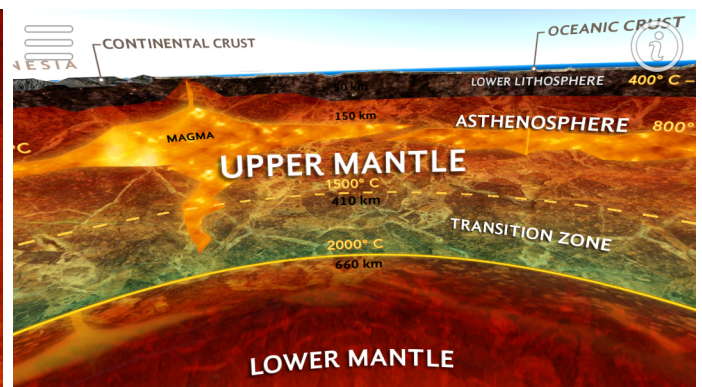 OCEANIC CRUST
CONTINENTAL CRUST
NESIA
LOWER LITHOSPHERE
400° C
150 km
ASTHENOSPHERE
800°
MAGMA
°C
UPPER MANTLE
1500° C
410 km
TRANSITION ZONE
2000° C
660 km
LOWER MANTLE